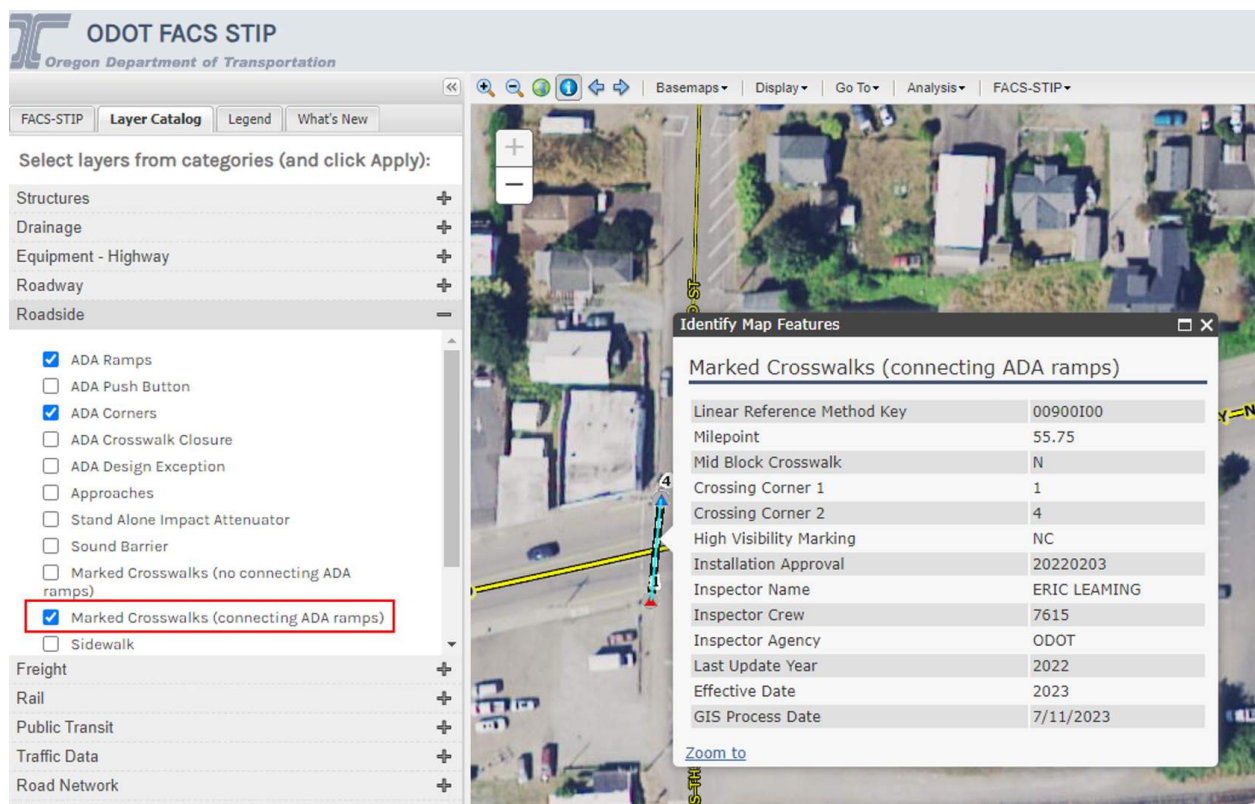 ODOT FACS STIP
Oregon Department of Transportation
Basemaps Display Go To Analysis FACS-STIP
FACS-STIP Layer Catalog Legend What's New
Select layers from categories (and click Apply):
Structures
Drainage
Equipment - Highway
Roadway
Roadside
ADA Ramps
ADA Push Button
ADA Corners
ADA Crosswalk Closure
ADA Design Exception
Approaches
Stand Alone Impact Attenuator
Sound Barrier
Marked Crosswalks (no connecting ADA
ramps)
Marked Crosswalks (connecting ADA ramps)
Sidewalk
Freight
Rail
Public Transit
Traffic Data
Road Network
Identify Map Features
Marked Crosswalks (connecting ADA ramps)
Linear Reference Method Key 00900I00
Milepoint 55.75
Mid Block Crosswalk N
Crossing Corner 1 1
Crossing Corner 2 4
High Visibility Marking NC
Installation Approval 20220203
Inspector Name ERIC LEAMING
Inspector Crew 7615
Inspector Agency ODOT
Last Update Year 2022
Effective Date 2023
GIS Process Date 7/11/2023
Zoom to
4
1
ST